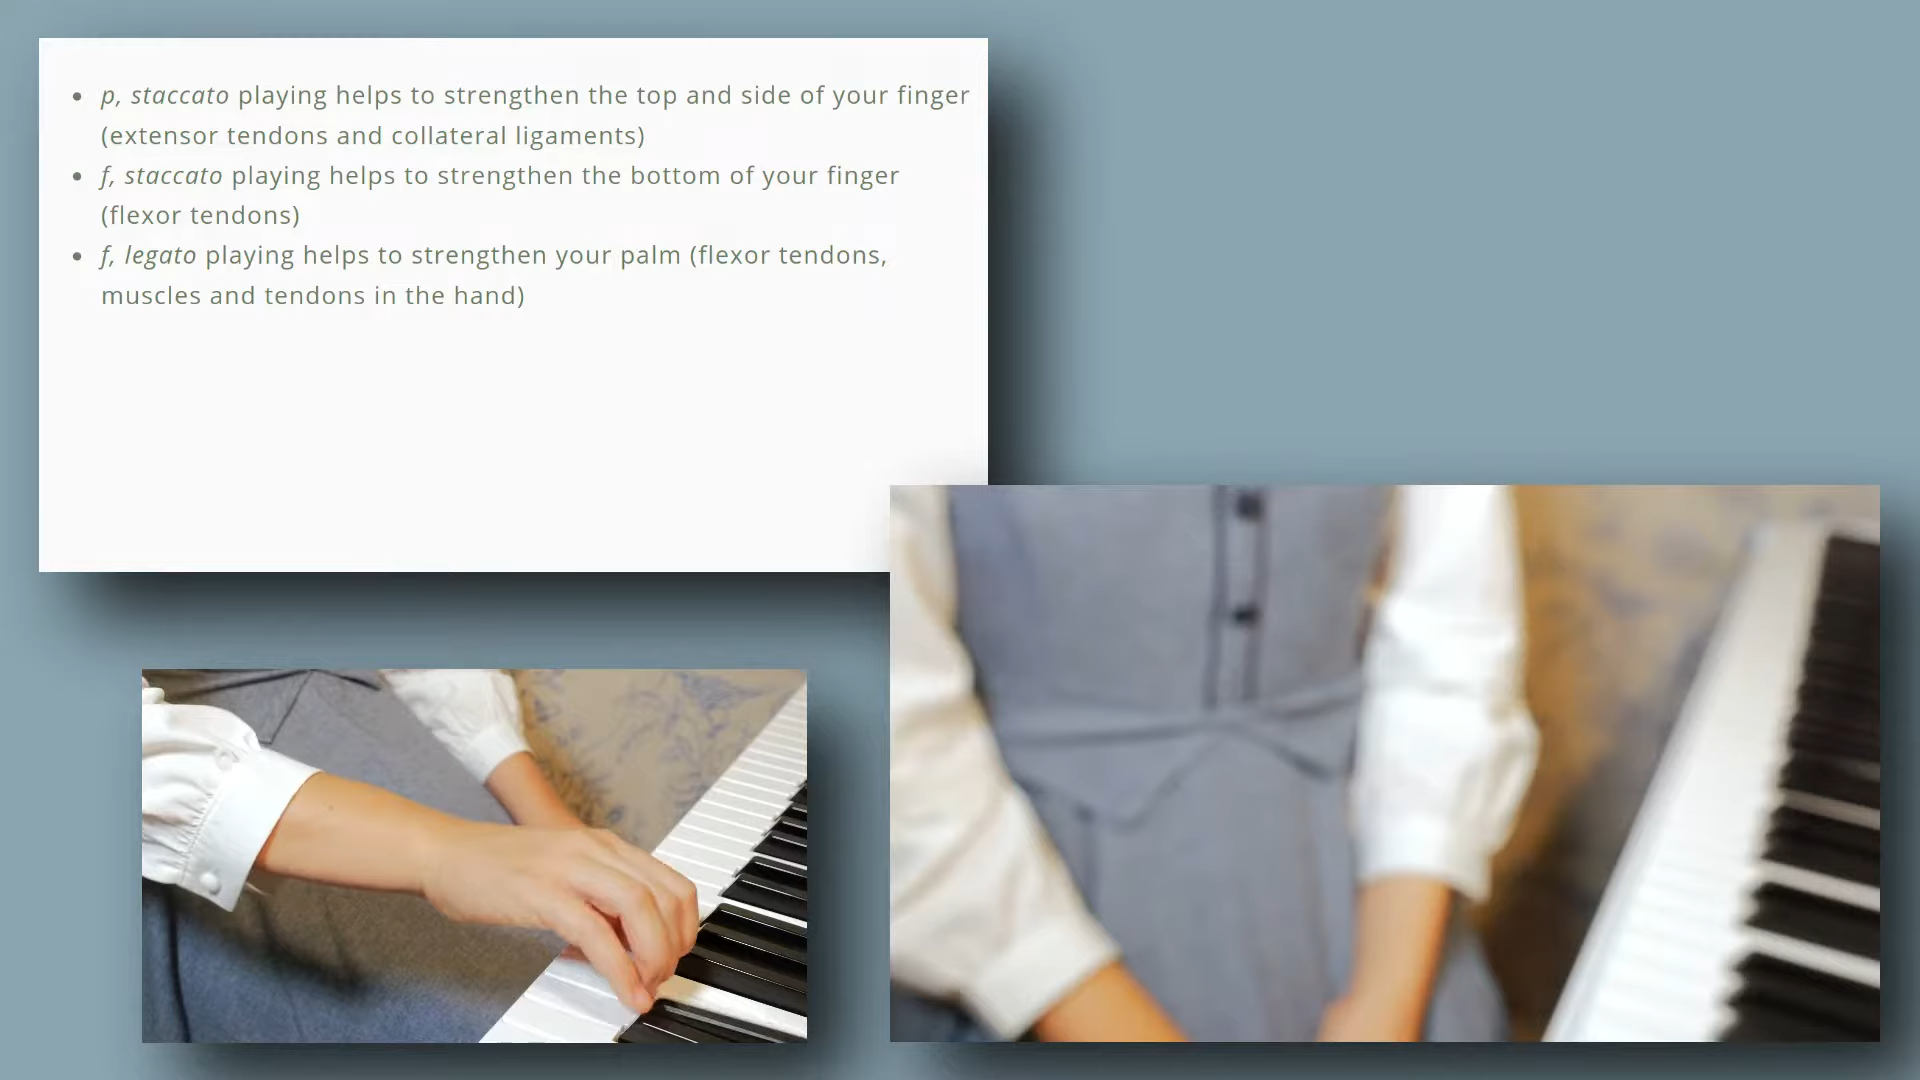 • p, staccato playing helps to strengthen the top and side of your finger
(extensor tendons and collateral ligaments)
• f, staccato playing helps to strengthen the bottom of your finger
(flexor tendons)
• f, legato playing helps to strengthen your palm (flexor tendons,
muscles and tendons in the hand)